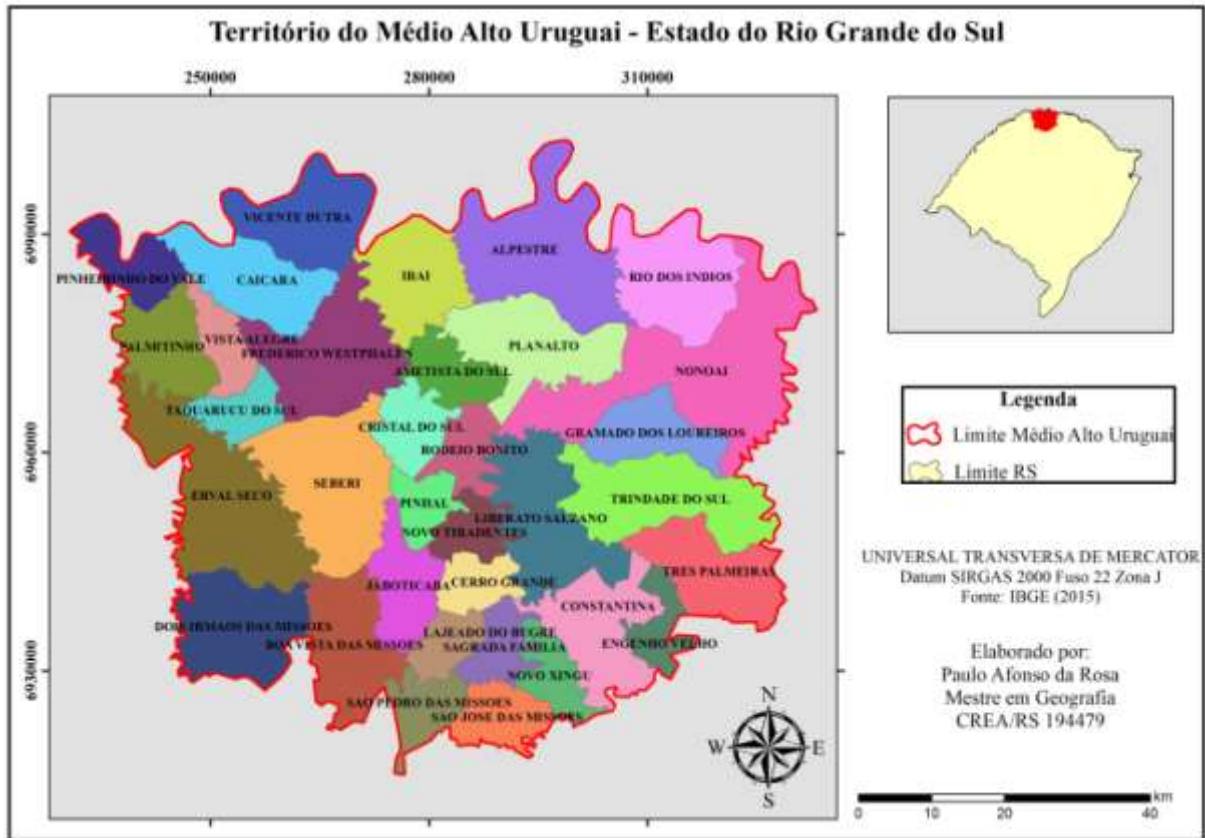 Território do Médio Alto Uruguai - Estado do Rio Grande do Sul
250000 280000 310000
6990000
6960000
6930000
VICENTE DUTRA
ALPESTRE
PINHEIRINHO DO VALE
CAICARA
IRAI
RIO DOS INDIOS
PALMITINHO
VISTA ALEGRE
FREDERICO WESTPHALEN
PLANALTO
AMETISTA DO SUL
NONOAI
TAQUARUCU DO SUL
CRISTAL DO SUL
GRAMADO DOS LOUREIROS
RODEIO BONITO
ERVAL SECO
SEBERI
PINHAL
TRINDADE DO SUL
LIBERATO SALZANO
NOVO TIRADENTES
JABOTICABA
CERRO GRANDE
TRES PALMEIRAS
CONSTANTINA
DOIS IRMAOS DAS MISSOES
BOA VISTA DAS MISSOES
LAJEADO DO BUGRE
SAGRADA FAMILIA
ENGENHO VELHO
NOVO XINGU
SAO PEDRO DAS MISSOES
SAO JOSE DAS MISSOES
N
W E
S
Legenda
Limite Médio Alto Uruguai
Limite RS
UNIVERSAL TRANSVERSA DE MERCATOR
Datum SIRGAS 2000 Fuso 22 Zona J
Fonte: IBGE (2015)
Elaborado por:
Paulo Afonso da Rosa
Mestre em Geografia
CREA/RS 194479
km
0 10 20 40